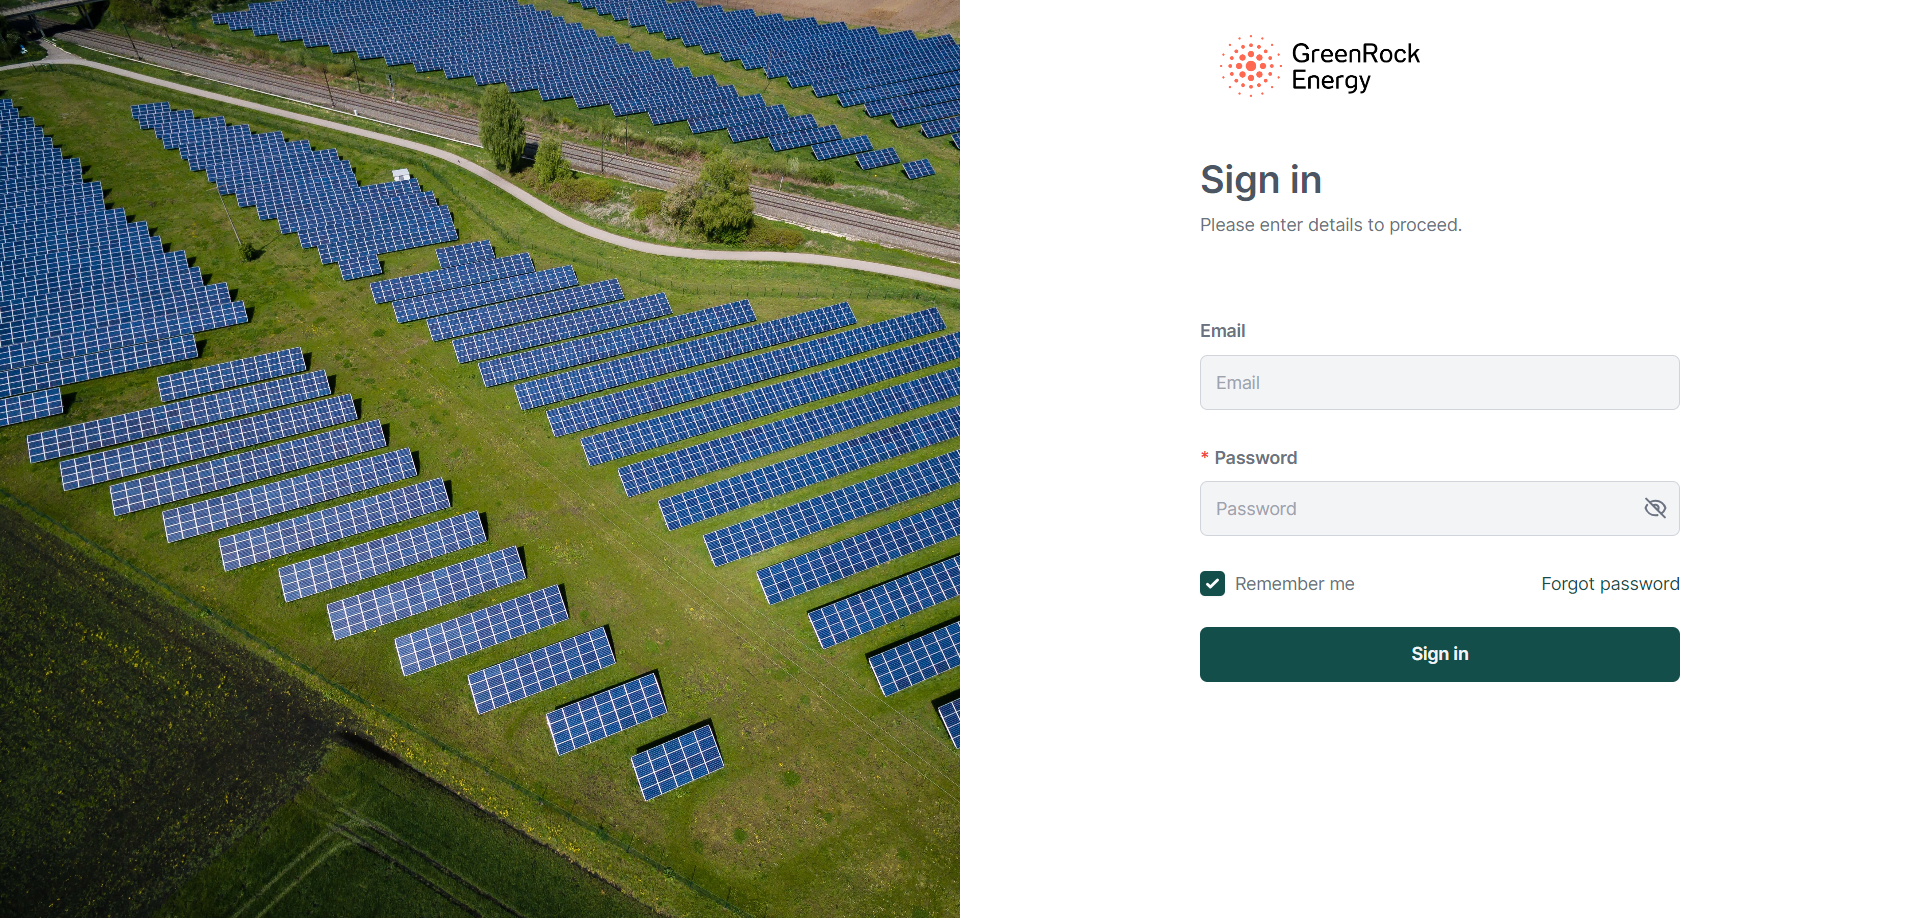 GreenRock
Energy
Sign in
Please enter details to proceed.
Email
Email
* Password
Password
Remember me
Forgot password
Sign in